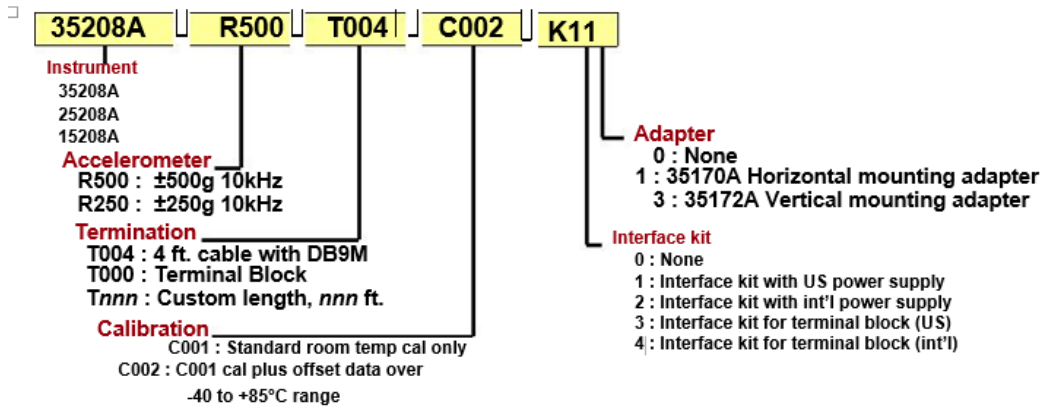 35208A R500 T004 C002 K11
Instrument
35208A
25208A
15208A
Accelerometer
R500 : ±500g 10kHz
R250 : ±250g 10kHz
Termination
T004 : 4 ft. cable with DB9M
T000 : Terminal Block
Tnnn : Custom length, nnn ft.
Calibration
C001 : Standard room temp cal only
C002 : C001 cal plus offset data over
-40 to +85°C range
Adapter
0 : None
1 : 35170A Horizontal mounting adapter
3 : 35172A Vertical mounting adapter
Interface kit
0 : None
1 : Interface kit with US power supply
2 : Interface kit with int'l power supply
3 : Interface kit for terminal block (US)
4 : Interface kit for terminal block (int'l)